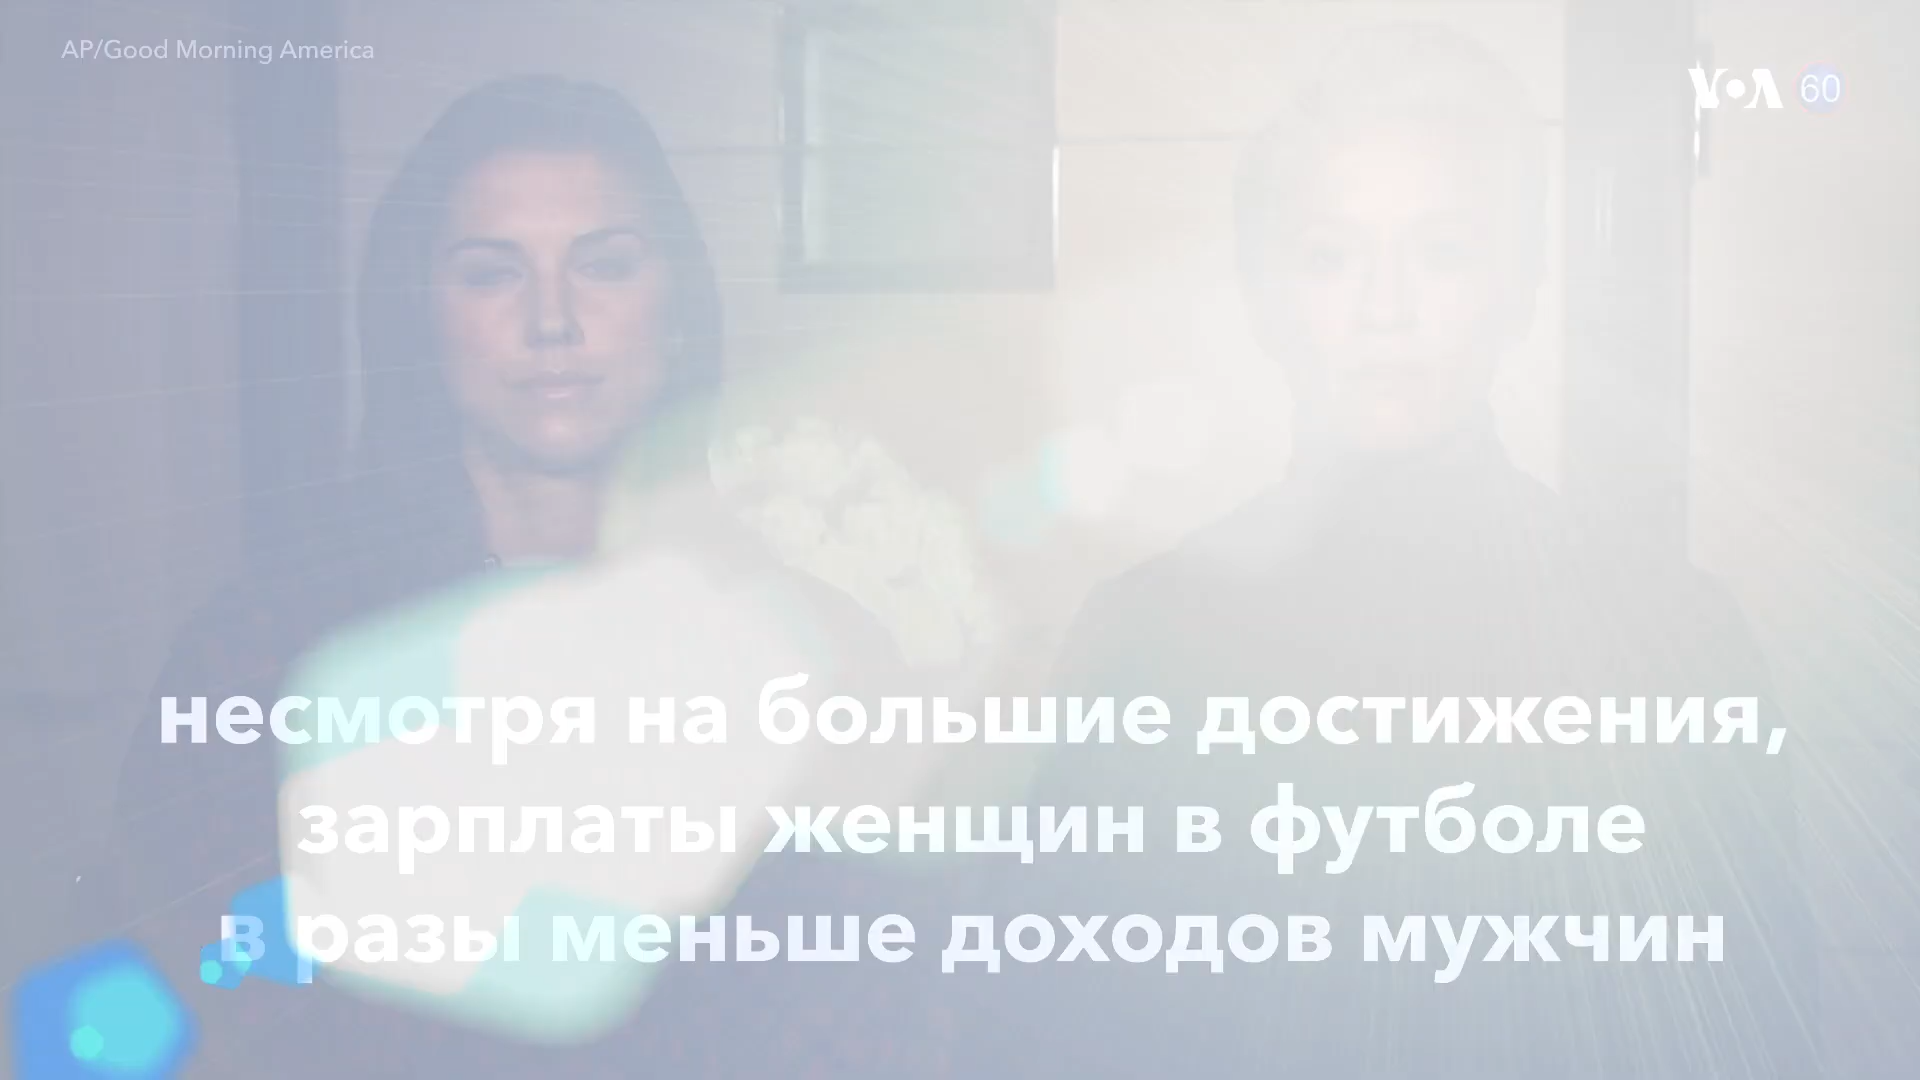 AP/Good Morning America
VOA 60
несмотря на большие достижения,
зарплаты женщин в футболе
в разы меньше доходов мужчин